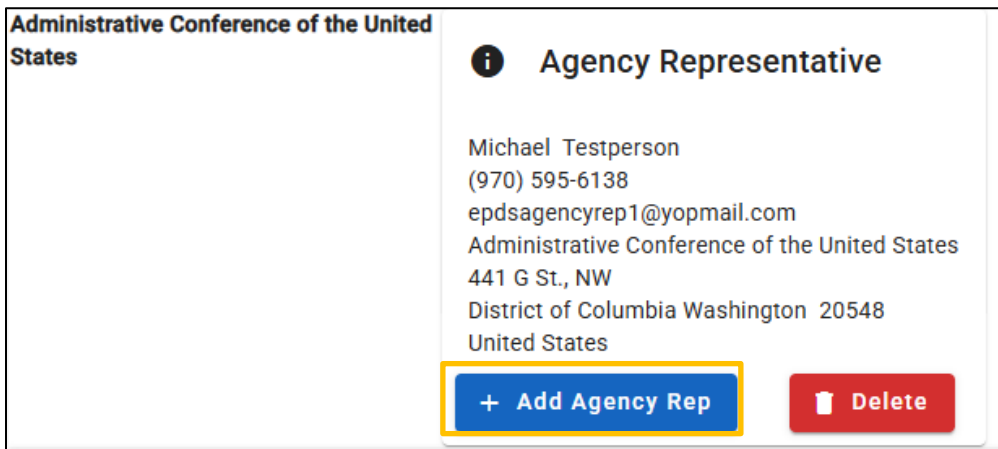 Administrative Conference of the United
States
Agency Representative
Michael Testperson
(970) 595-6138
epdsagencyrep1@yopmail.com
Administrative Conference of the United States
441 G St., NW
District of Columbia Washington 20548
United States
+ Add Agency Rep
Delete